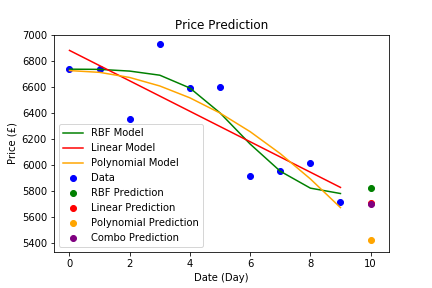 Price Prediction
7000
6800
6600
6400
6200
6000
5800
5600
5400
Price (£)
RBF Model
Linear Model
Polynomial Model
Data
RBF Prediction
Linear Prediction
Polynomial Prediction
Combo Prediction
0 2 4 6 8 10
Date (Day)